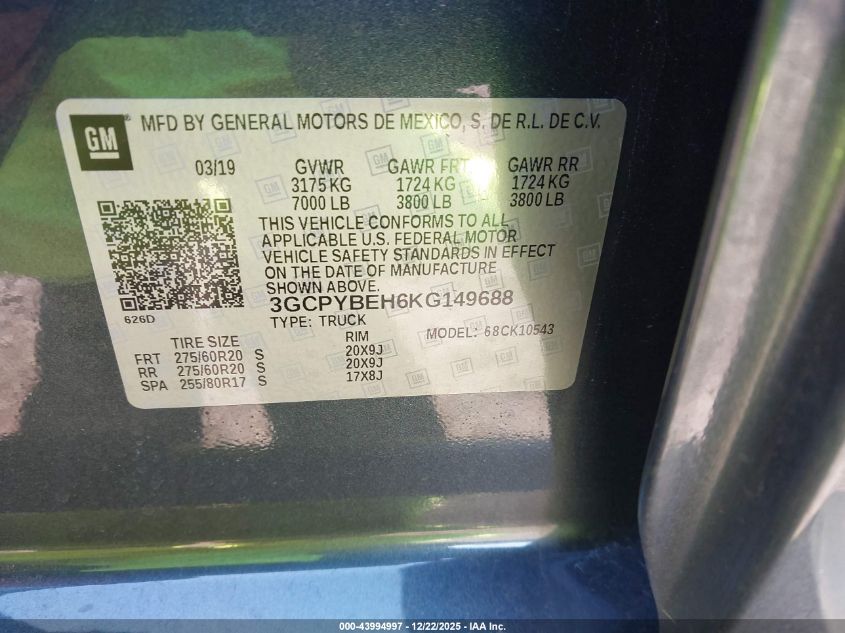 GM® MFD BY GENERAL MOTORS DE MEXICO, S. DE R.L. DE C.V.
03/19 GVWR GAWR FRT GAWR RR
3175 KG 1724 KG 1724 KG
7000 LB 3800 LB 3800 LB
THIS VEHICLE CONFORMS TO ALL
APPLICABLE U.S. FEDERAL MOTOR
VEHICLE SAFETY STANDARDS IN EFFECT
ON THE DATE OF MANUFACTURE
SHOWN ABOVE.
3GCPYBEH6KG149688
626D
TYPE: TRUCK MODEL: 68CK10543
TIRE SIZE RIM
FRT 275/60R20 S 20X9J
RR 275/60R20 S 20X9J
SPA 255/80R17 S 17X8J
000-43994997 - 12/22/2025 - IAA Inc.